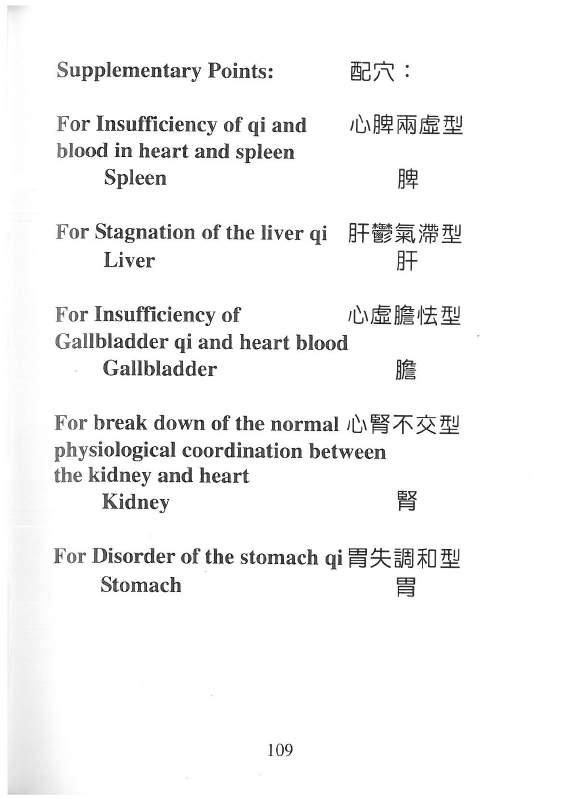 Supplementary Points: 配穴：
For Insufficiency of qi and 心脾兩虛型
blood in heart and spleen
Spleen 脾
For Stagnation of the liver qi 肝鬱氣滯型
Liver 肝
For Insufficiency of 心虛膽怯型
Gallbladder qi and heart blood
Gallbladder 膽
For break down of the normal 心腎不交型
physiological coordination between
the kidney and heart
Kidney 腎
For Disorder of the stomach qi 胃失調和型
Stomach 胃
109